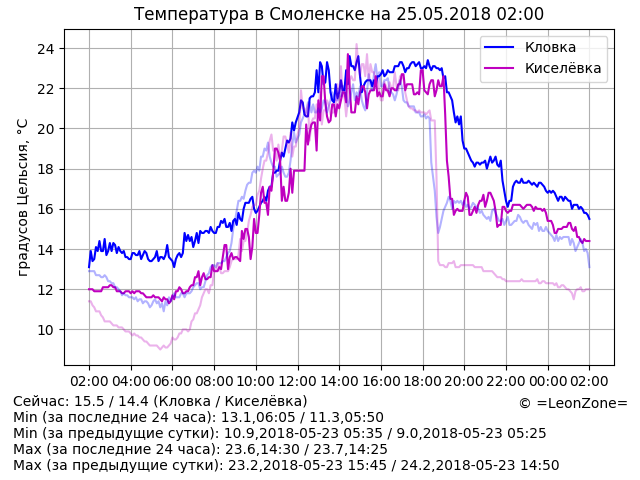 Температура в Смоленске на 25.05.2018 02:00
Кловка
Киселёвка
градусов Цельсия, °C
24
22
20
18
16
14
12
10
02:00 04:00 06:00 08:00 10:00 12:00 14:00 16:00 18:00 20:00 22:00 00:00 02:00
Сейчас: 15.5 / 14.4 (Кловка / Киселёвка)
© =LeonZone=
Min (за последние 24 часа): 13.1,06:05 / 11.3,05:50
Min (за предыдущие сутки): 10.9,2018-05-23 05:35 / 9.0,2018-05-23 05:25
Max (за последние 24 часа): 23.6,14:30 / 23.7,14:25
Max (за предыдущие сутки): 23.2,2018-05-23 15:45 / 24.2,2018-05-23 14:50